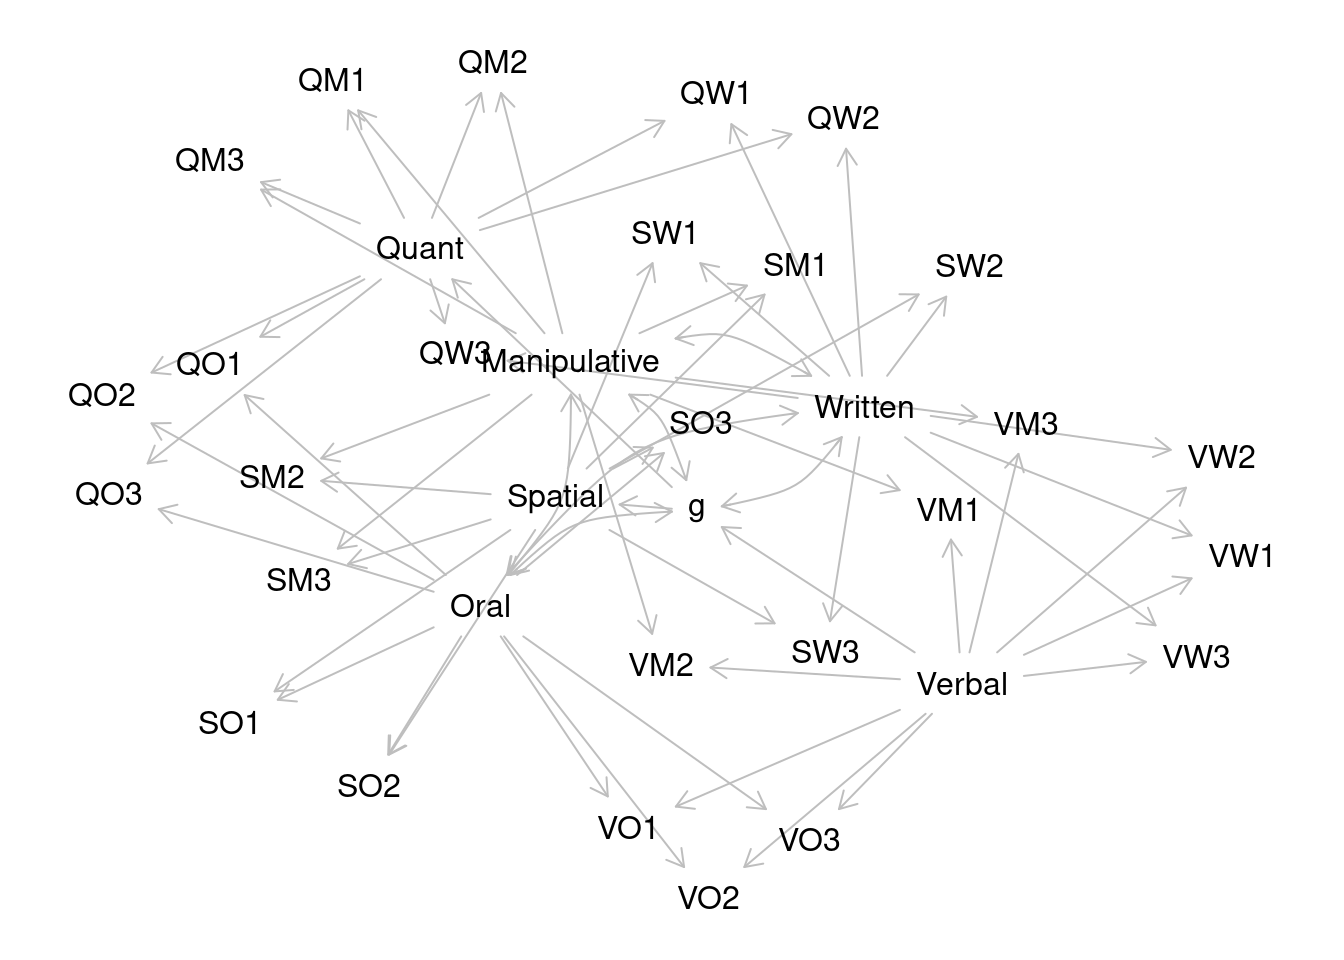 QM2
QM1
QW1
QW2
QM3
SW1
Quant
SM1
SW2
QW3
Manipulative
QO1
QO2
Written
SO3
VM3
VW2
SM2
QO3
Spatial
g
VM1
VW1
SM3
Oral
SW3
VW3
VM2
Verbal
SO1
SO2
VO1
VO3
VO2